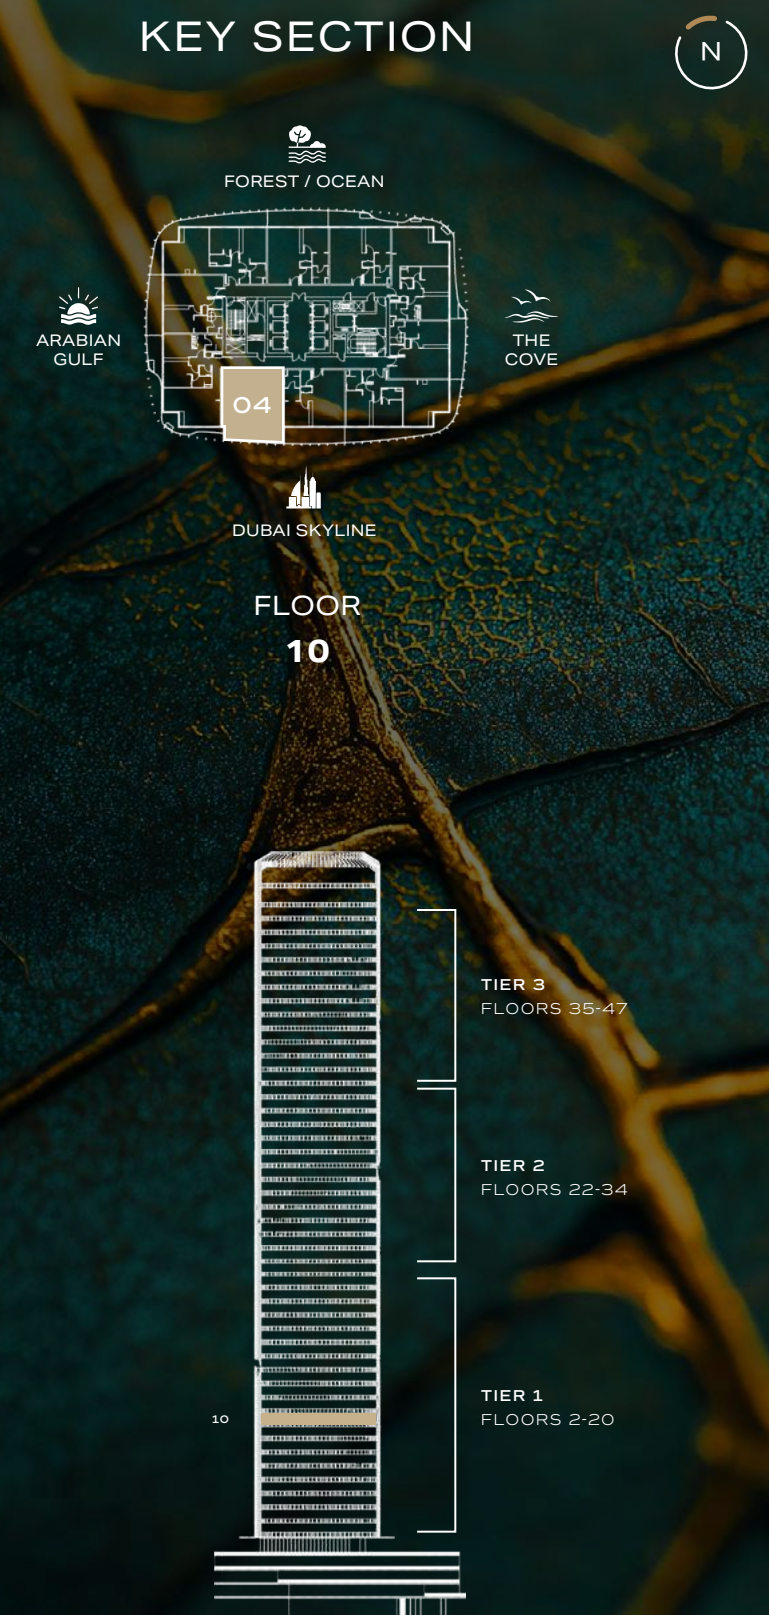 KEY SECTION
N
FOREST / OCEAN
ARABIAN
GULF
THE
COVE
04
DUBAI SKYLINE
FLOOR
10
TIER 3
FLOORS 35-47
TIER 2
FLOORS 22-34
TIER 1
FLOORS 2-20
10